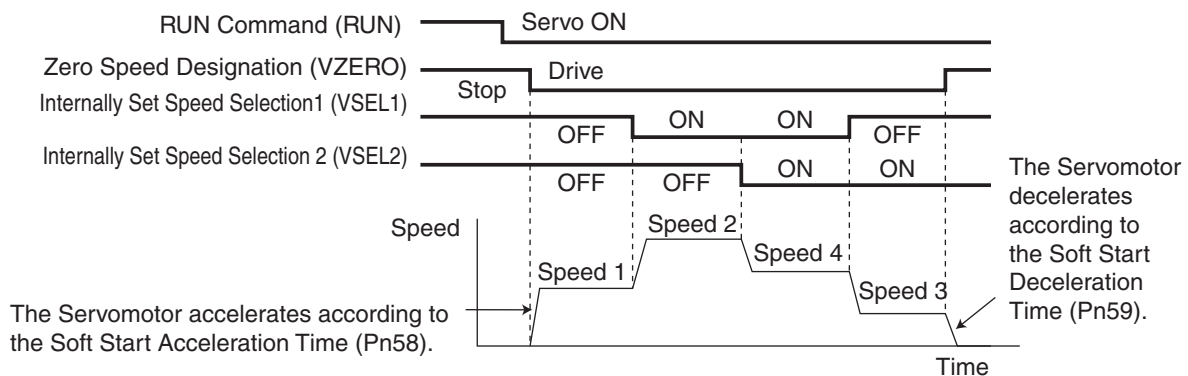 RUN Command (RUN)
Servo ON
Zero Speed Designation (VZERO)
Drive
Stop
Internally Set Speed Selection1 (VSEL1)
OFF
ON
ON
OFF
Internally Set Speed Selection 2 (VSEL2)
OFF
OFF
ON
ON
The Servomotor
decelerates
according to
the Soft Start
Deceleration
Time (Pn59).
Speed
Speed 1
Speed 2
Speed 4
Speed 3
The Servomotor accelerates according to
the Soft Start Acceleration Time (Pn58).
Time